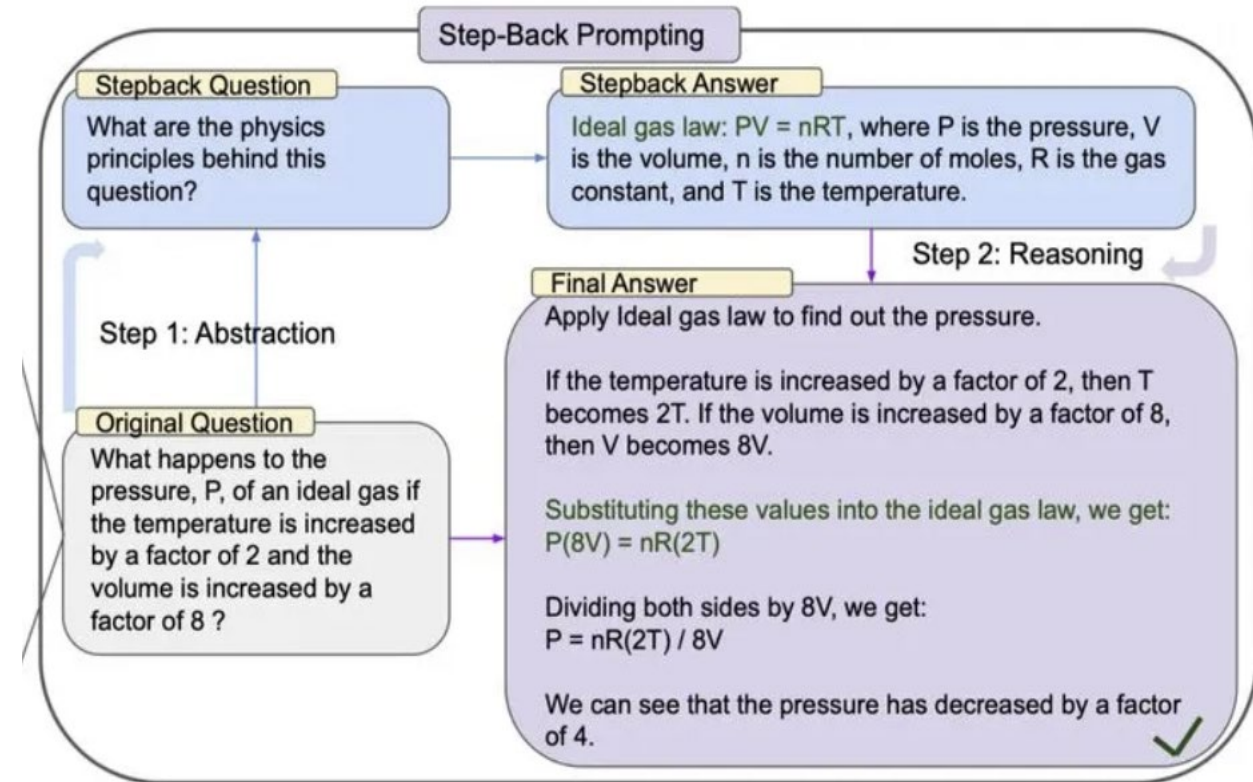 Step-Back Prompting
Stepback Question
What are the physics
principles behind this
question?
Stepback Answer
Ideal gas law: PV = nRT, where P is the pressure, V
is the volume, n is the number of moles, R is the gas
constant, and T is the temperature.
Step 1: Abstraction
Step 2: Reasoning
Original Question
What happens to the
pressure, P, of an ideal gas if
the temperature is increased
by a factor of 2 and the
volume is increased by a
factor of 8 ?
Final Answer
Apply Ideal gas law to find out the pressure.
If the temperature is increased by a factor of 2, then T
becomes 2T. If the volume is increased by a factor of 8,
then V becomes 8V.
Substituting these values into the ideal gas law, we get:
P(8V) = nR(2T)
Dividing both sides by 8V, we get:
P = nR(2T) / 8V
We can see that the pressure has decreased by a factor
of 4.